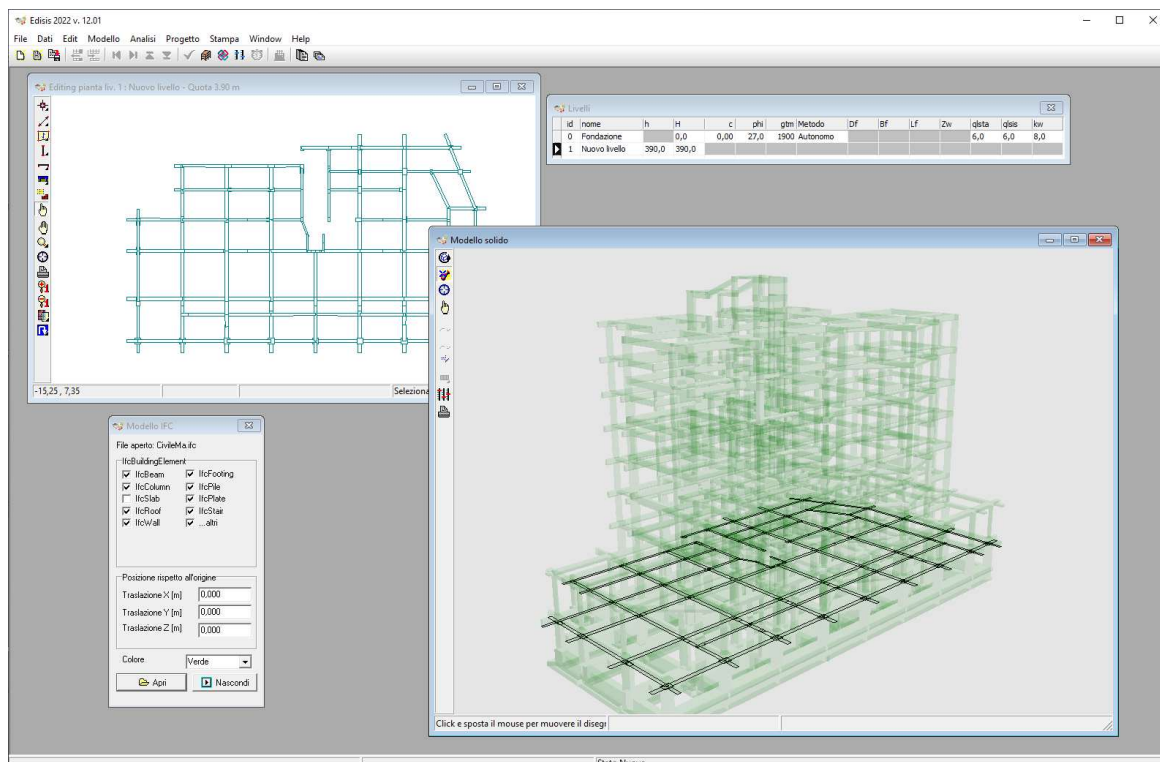 Edisis 2022 v. 12.01
File Dati Edit Modello Analisi Progetto Stampa Window Help
Editing pianta liv. 1 : Nuovo livello - Quota 3.90 m
-15,25 , 7,35
Seleziona
Livelli
id nome h H c phi gtm Metodo Df Bf Lf Zw qlsta qlsis kw
0 Fondazione 0,0 0,00 27,0 1900 Autonomo 6,0 6,0 8,0
1 Nuovo livello 390,0 390,0
Modello solido
Click e sposta il mouse per muovere il disegn
Modello IFC
File aperto: CivileMa.ifc
IfcBuildingElement
IfcBeam IfcFooting
IfcColumn IfcPile
IfcSlab IfcPlate
IfcRoof IfcStair
IfcWall ...altri
Posizione rispetto all'origine
Traslazione X [m] 0,000
Traslazione Y [m] 0,000
Traslazione Z [m] 0,000
Colore Verde
Apri Nascondi